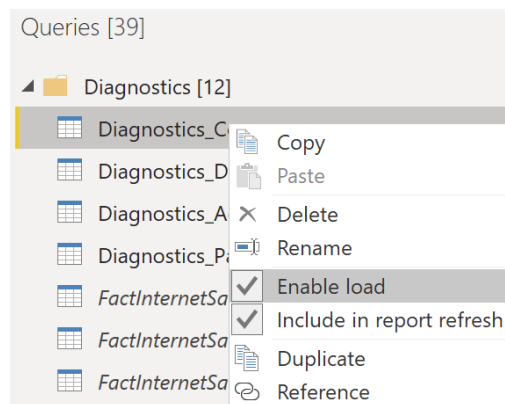 Queries [39]
Diagnostics [12]
Diagnostics_C
Copy
Diagnostics_D
Paste
Diagnostics_A
Delete
Diagnostics_Pa
Rename
FactInternetSa
Enable load
Include in report refresh
FactInternetSa
Duplicate
FactInternetSa
Reference